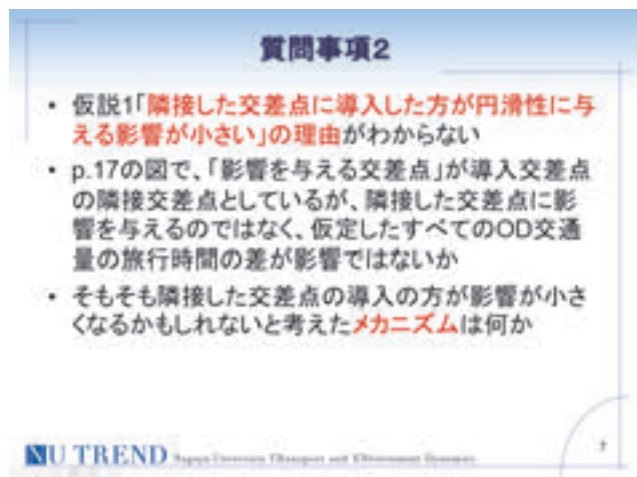 質問事項2
• 仮説1「隣接した交差点に導入した方が円滑性に与
える影響が小さい」の理由がわからない
• p.17の図で、「影響を与える交差点」が導入交差点
の隣接交差点としているが、隣接した交差点に影
響を与えるのではなく、仮定したすべてのOD交通
量の旅行時間の差が影響ではないか
• そもそも隣接した交差点の導入の方が影響が小さ
くなるかもしれないと考えたメカニズムは何か
NU TREND Nagoya University Transport and Environment Dynamics
7